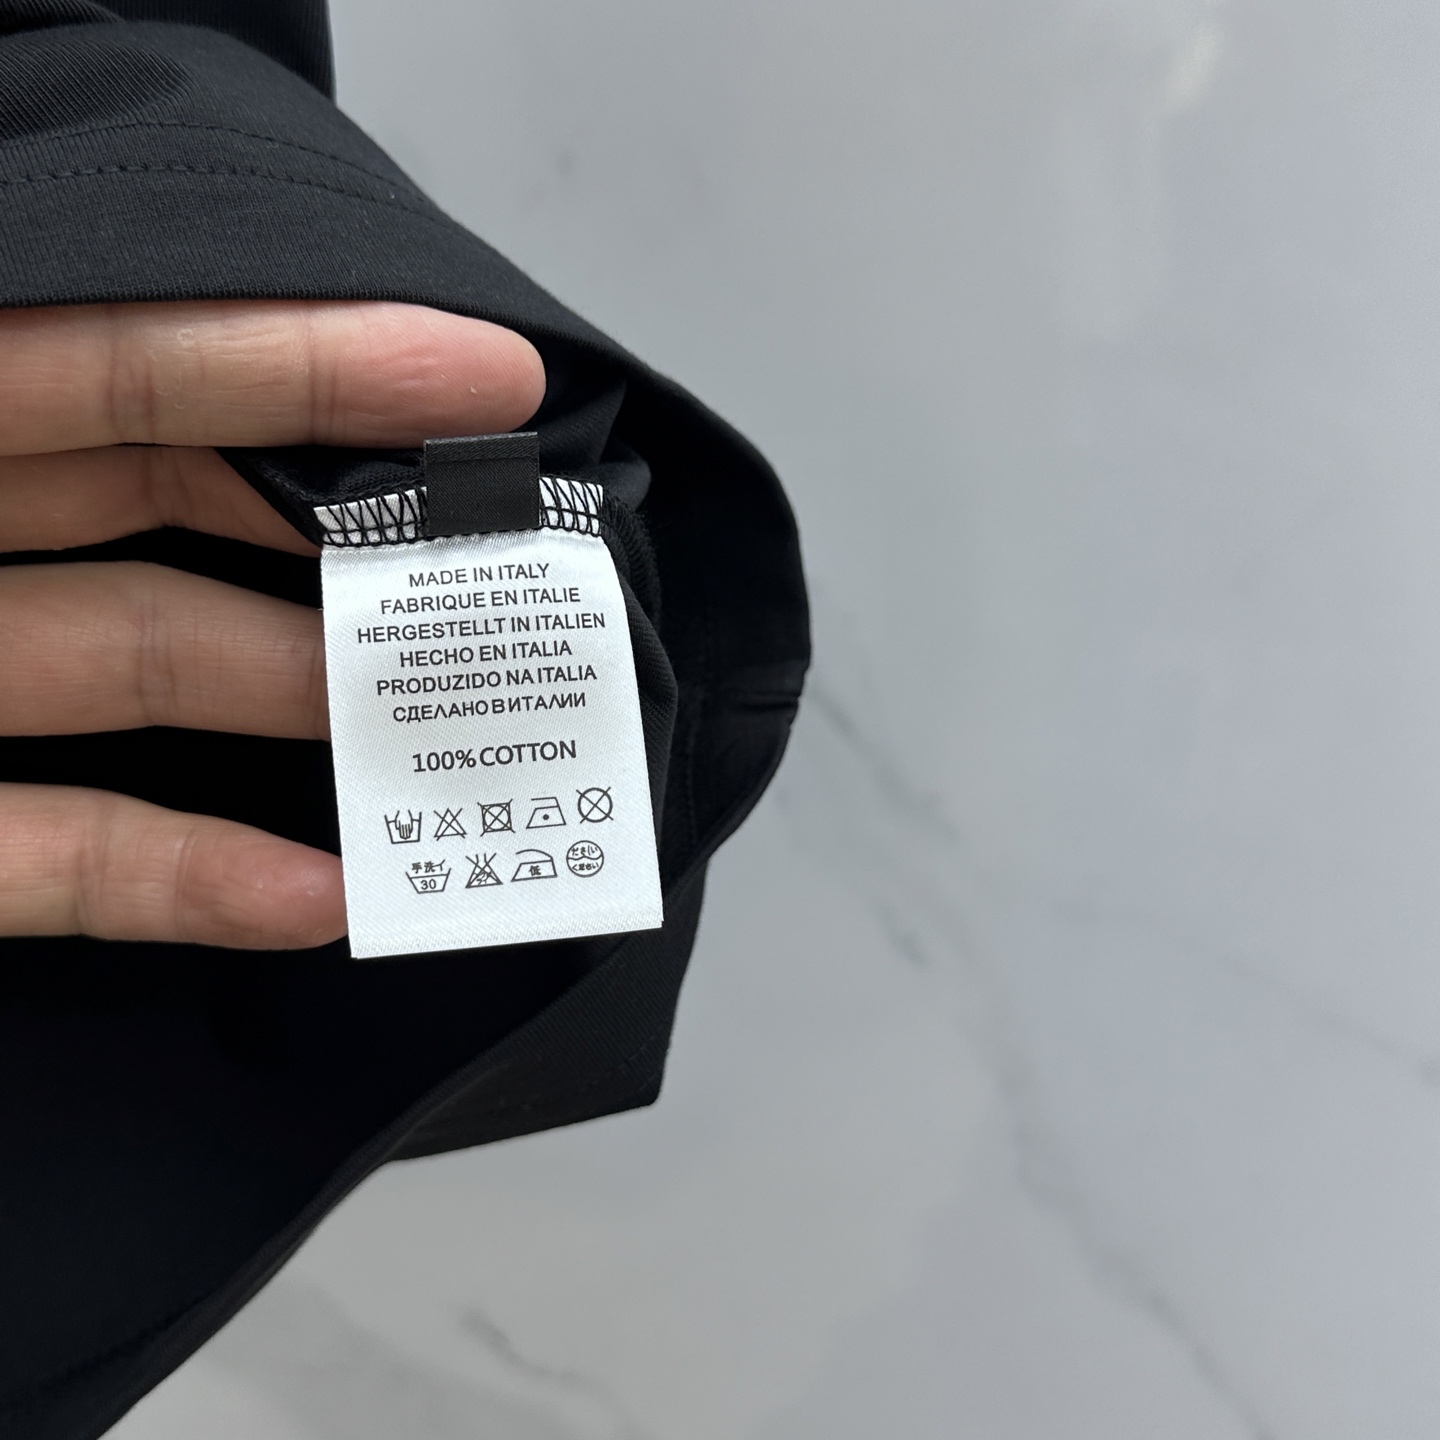 MADE IN ITALY
FABRIQUE EN ITALIE
HERGESTELLT IN ITALIEN
HECHO EN ITALIA
PRODUZIDO NA ITALIA
СДЕЛАНО В ИТАЛИИ
100% COTTON
手洗イ
30
低